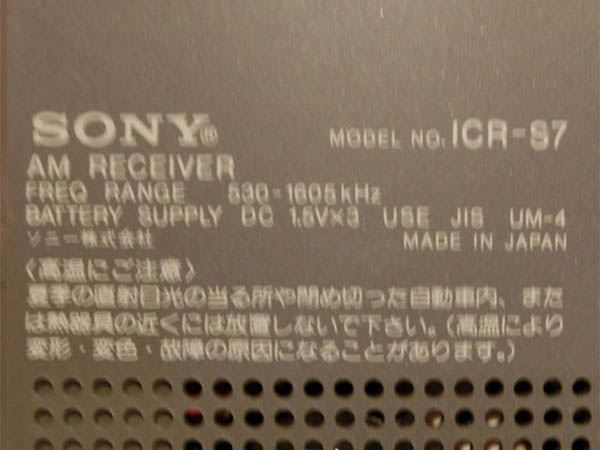 SONY®
MODEL NO. ICR-S7
AM RECEIVER
FREQ RANGE 530-1605kHz
BATTERY SUPPLY DC 1.5V×3 USE JIS UM-4
ソニー株式会社
MADE IN JAPAN
〈高温にご注意〉
夏季の直射日光の当る所や閉め切った自動車内、また
は熱器具の近くには放置しないで下さい。(高温により
変形・変色・故障の原因になることがあります。)